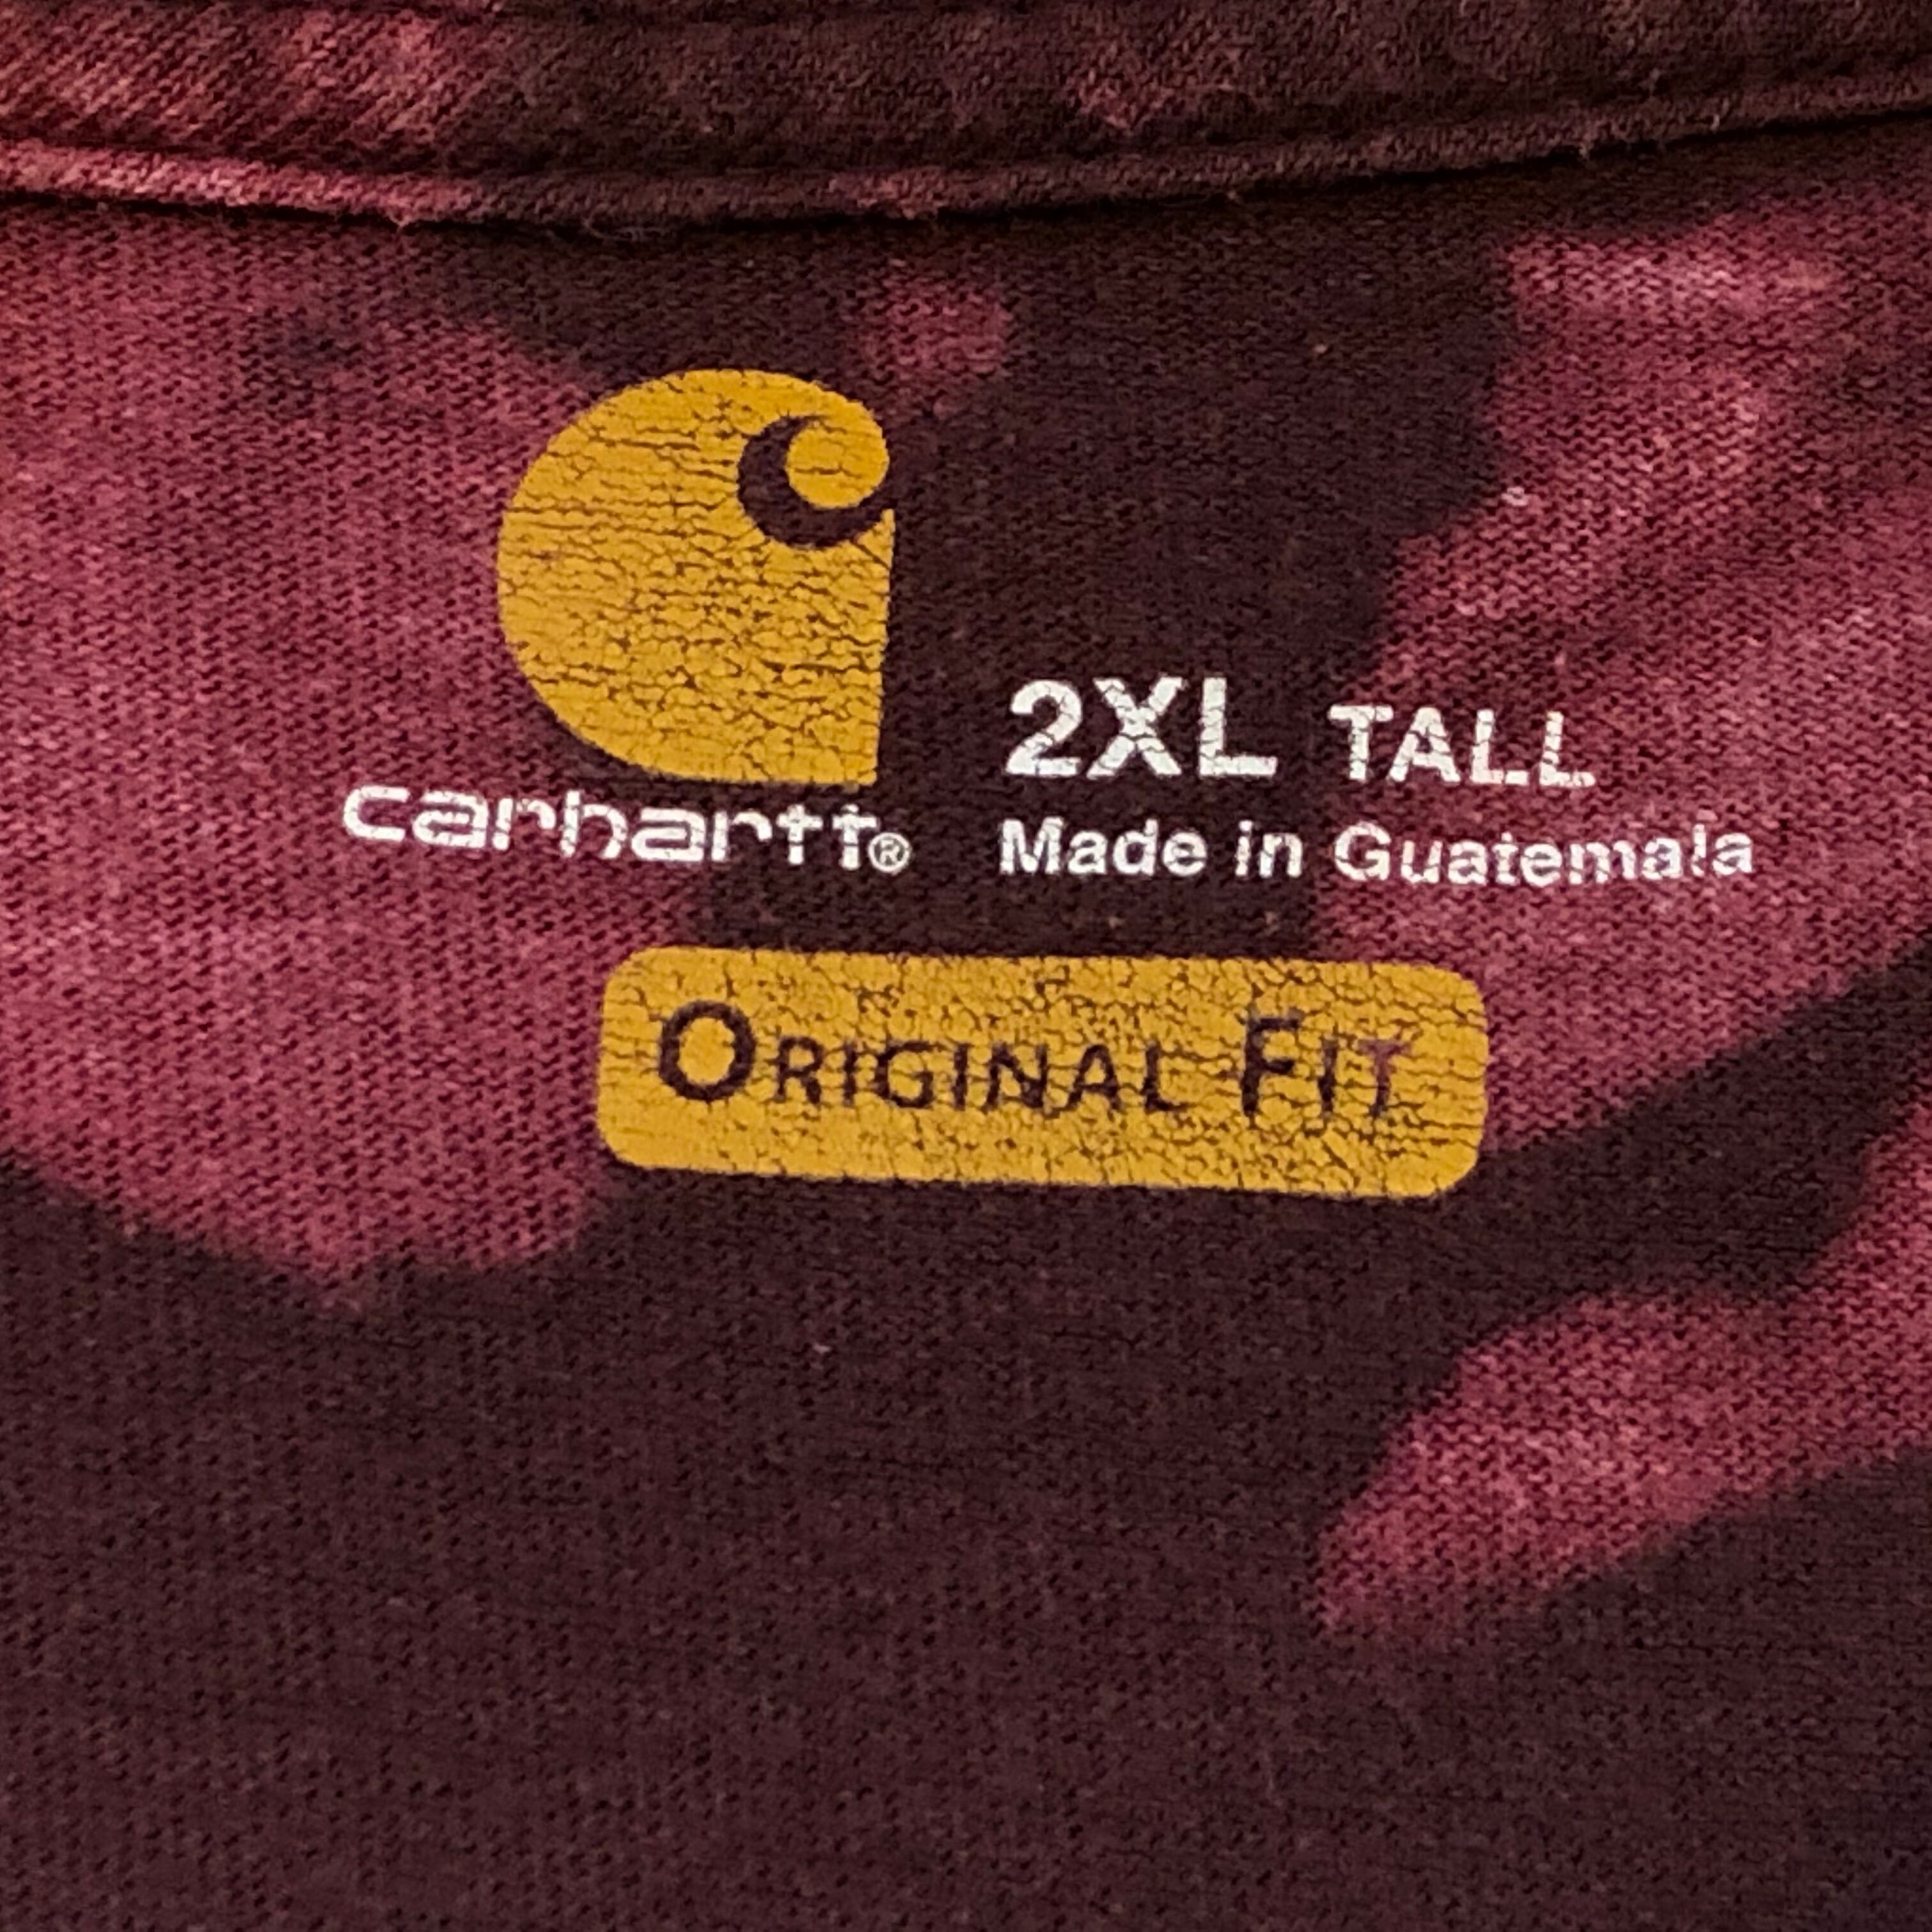 carhartt®
2XL TALL
Made in Guatemala
ORIGINAL FIT